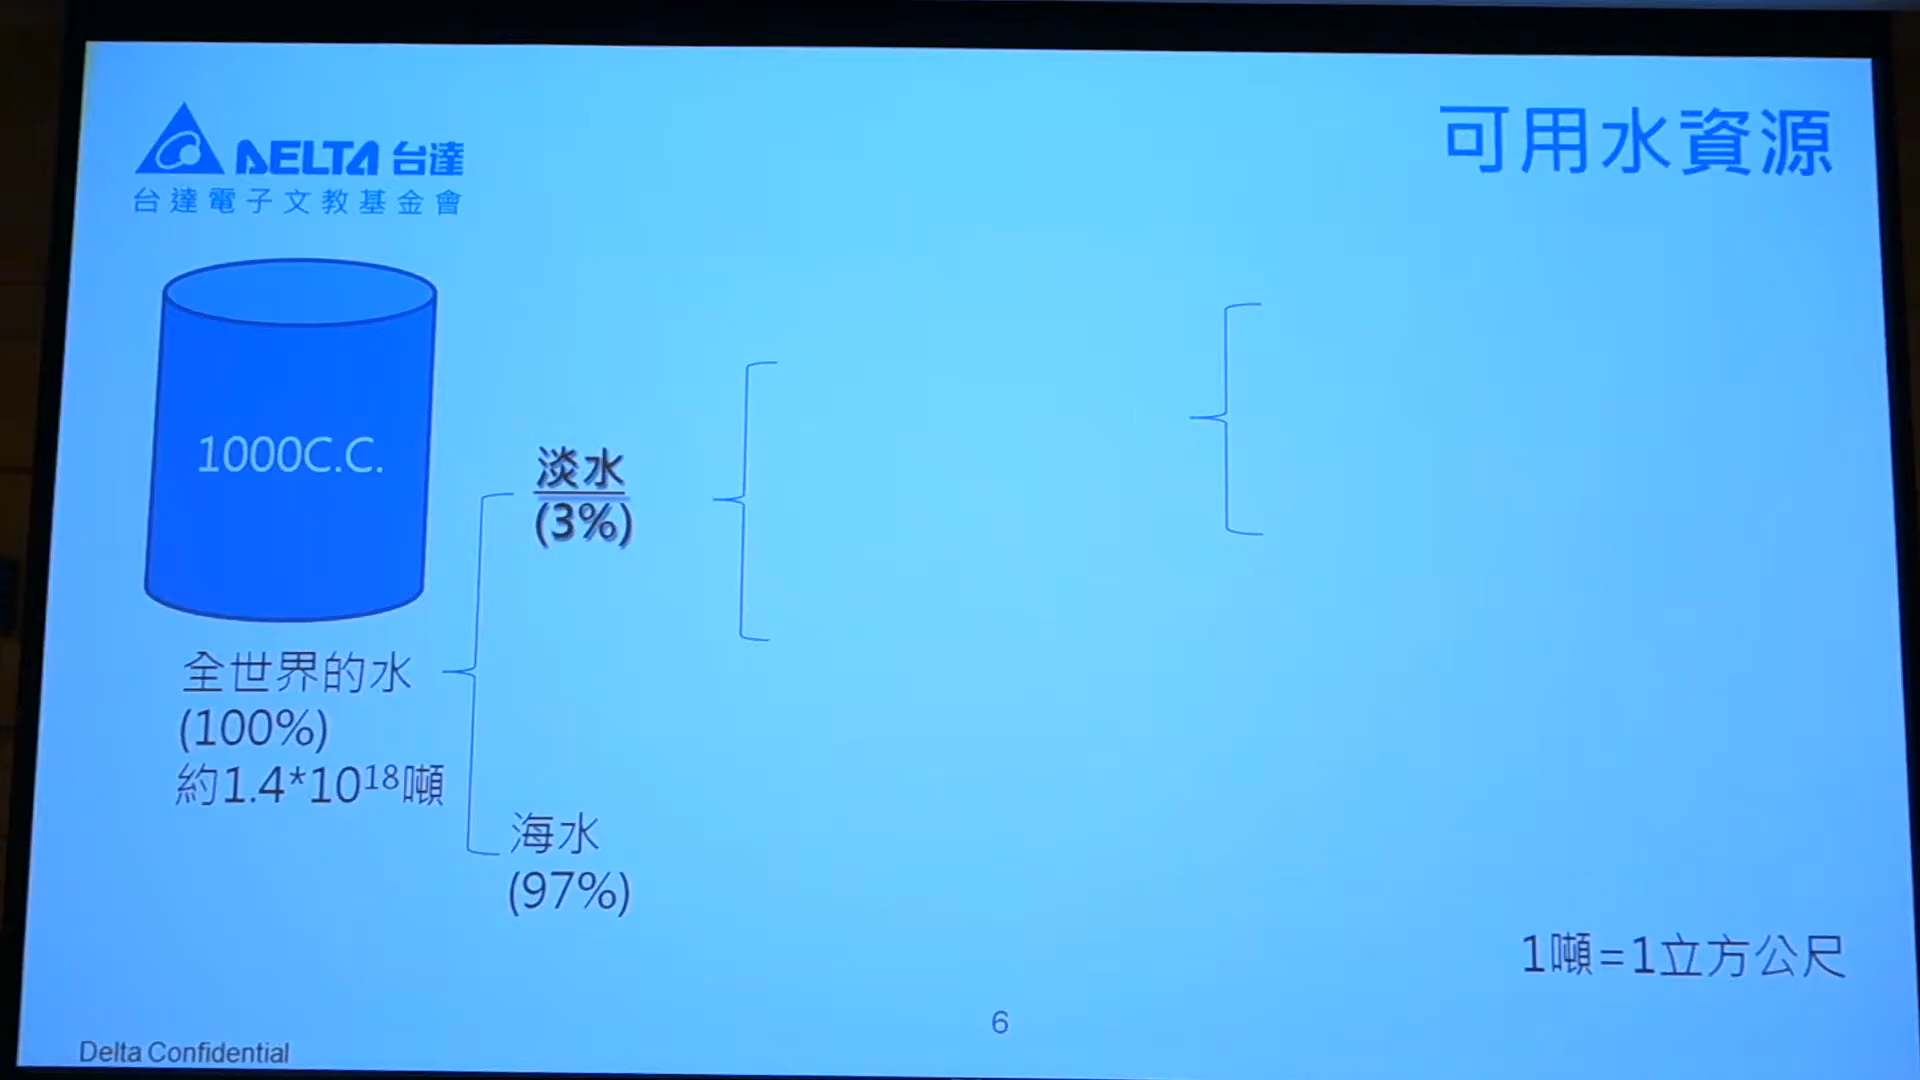 DELTA 台達
台達電子文教基金會
可用水資源
1000C.C.
全世界的水
(100%)
約1.4*10¹⁸噸
淡水
(3%)
海水
(97%)
1噸=1立方公尺
6
Delta Confidential